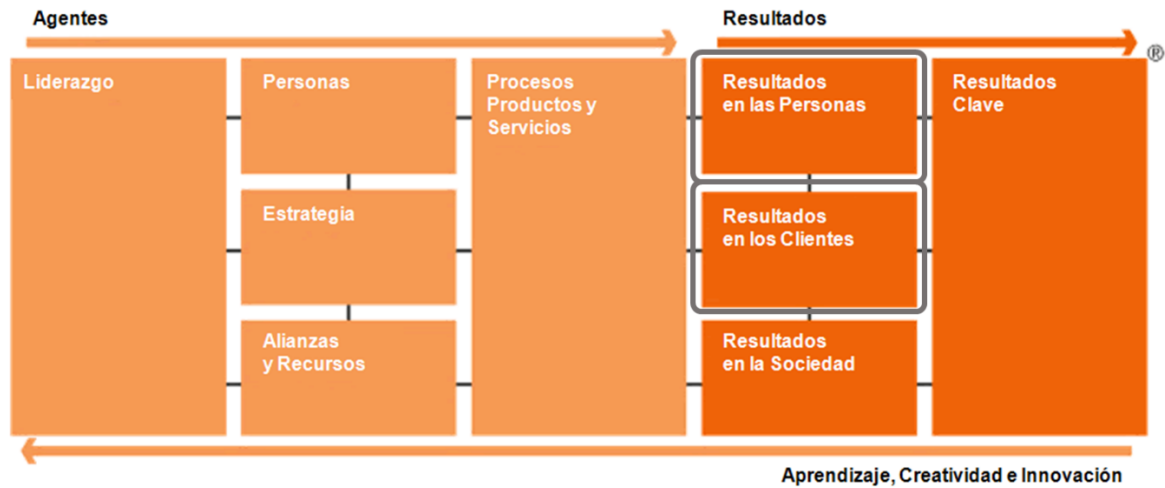 Agentes
Resultados
®
Liderazgo
Personas
Procesos
Productos y
Servicios
Resultados
en las Personas
Resultados
Clave
Estrategia
Resultados
en los Clientes
Alianzas
y Recursos
Resultados
en la Sociedad
Aprendizaje, Creatividad e Innovación